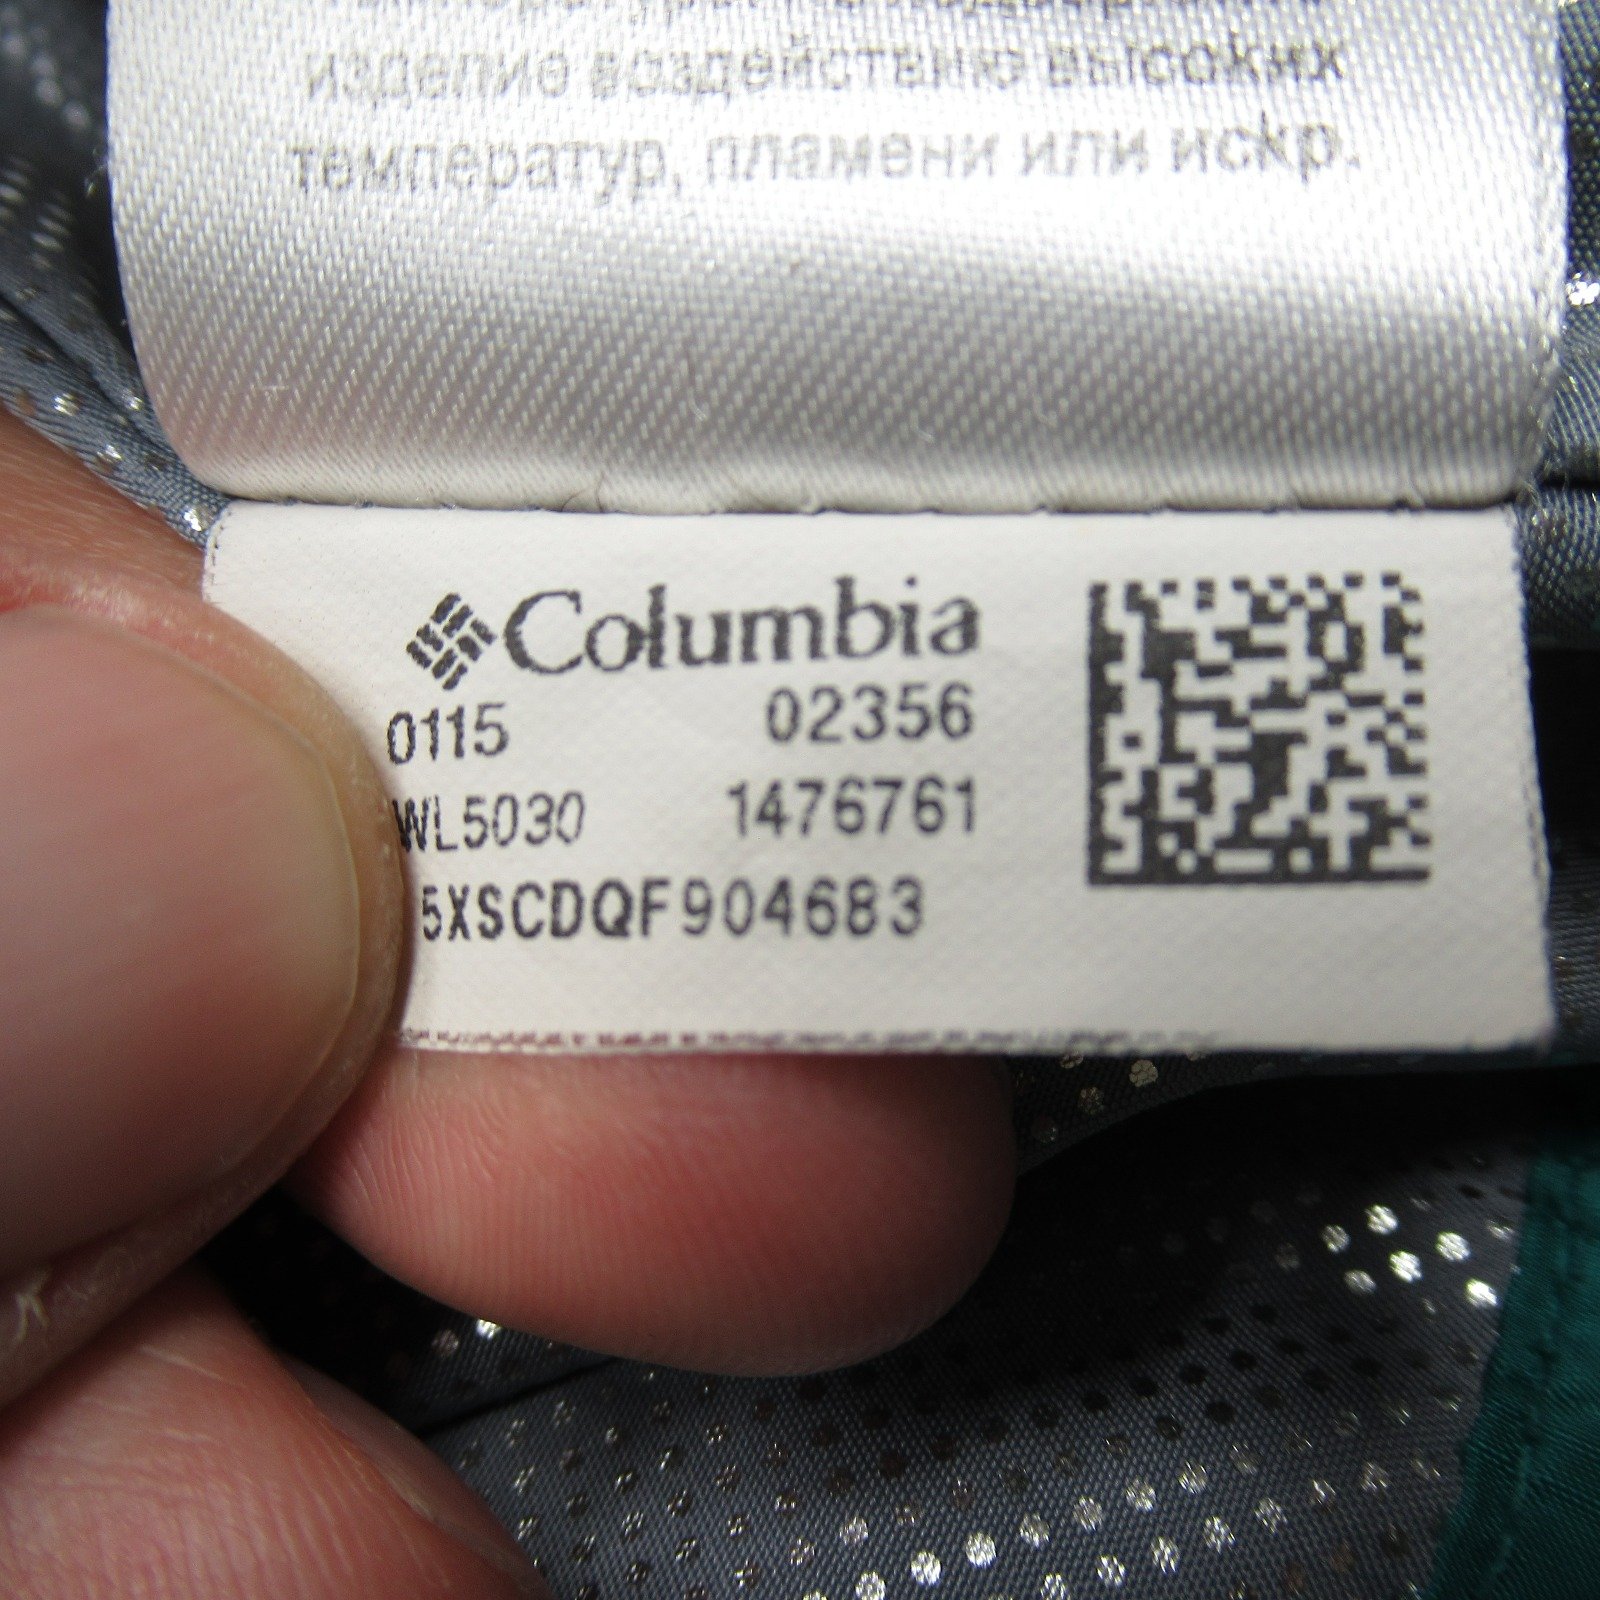 изделие воздействию высоких
температур, пламени или искр.
Columbia
0115 02356
WL5030 1476761
5XSCDQF904683